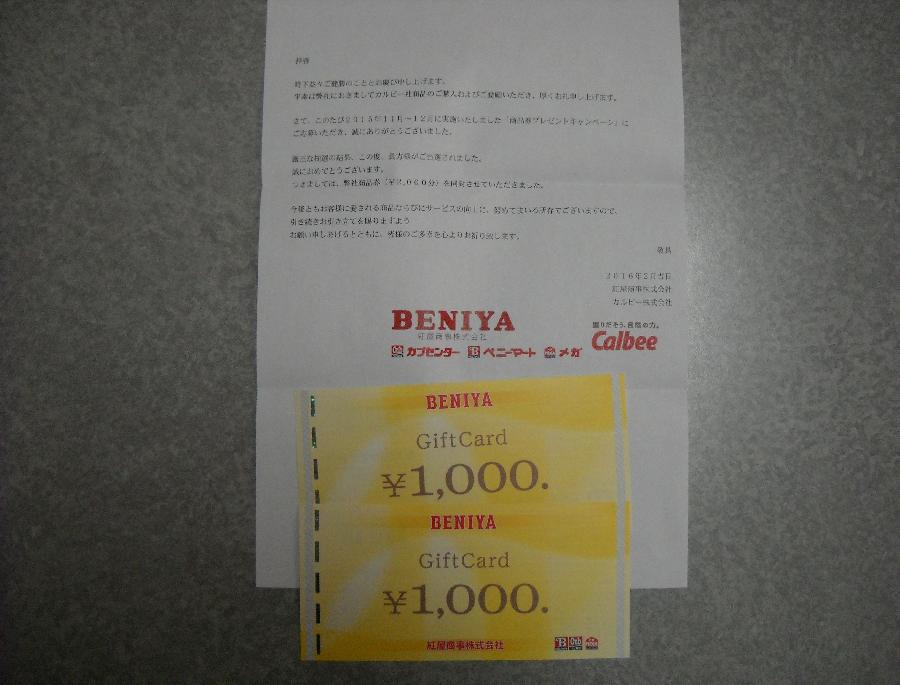 拝啓
時下益々ご健勝のこととお慶び申し上げます。
平素は弊社におきましてカルビー社商品のご購入およびご愛顧いただき、厚くお礼申し上げます。
さて、このたび2015年11月~12月に実施いたしました「商品券プレゼントキャンペーン」に
ご応募いただき、誠にありがとうございました。
厳正な抽選の結果、この度、貴方様がご当選されました。
誠におめでとうございます。
つきましては、弊社商品券(¥2,000分)を同封させていただきました。
今後ともお客様に愛される商品ならびにサービスの向上に、努めてまいる所存でございますので、
引き続きお引き立てを賜りますよう
お願い申しあげるとともに、皆様のご多幸を心よりお祈り致します。
敬具
2016年2月吉日
紅屋商事株式会社
カルビー株式会社
BENIYA
紅屋商事株式会社
カブセンター ベニーマート メガ
掘りだそう、自然の力。
Calbee
BENIYA
GiftCard
¥1,000.
BENIYA
GiftCard
¥1,000.
紅屋商事株式会社